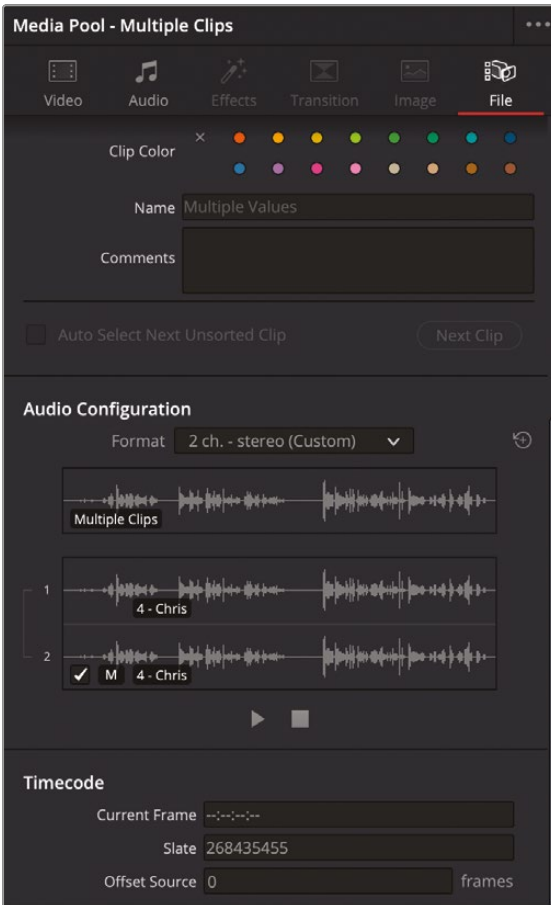 Media Pool - Multiple Clips
Video Audio Effects Transition Image File
Clip Color
Name Multiple Values
Comments
Auto Select Next Unsorted Clip Next Clip
Audio Configuration
Format 2 ch. - stereo (Custom)
Multiple Clips
1
4 - Chris
2
M 4 - Chris
Timecode
Current Frame --:--:--:--
Slate 268435455
Offset Source 0 frames